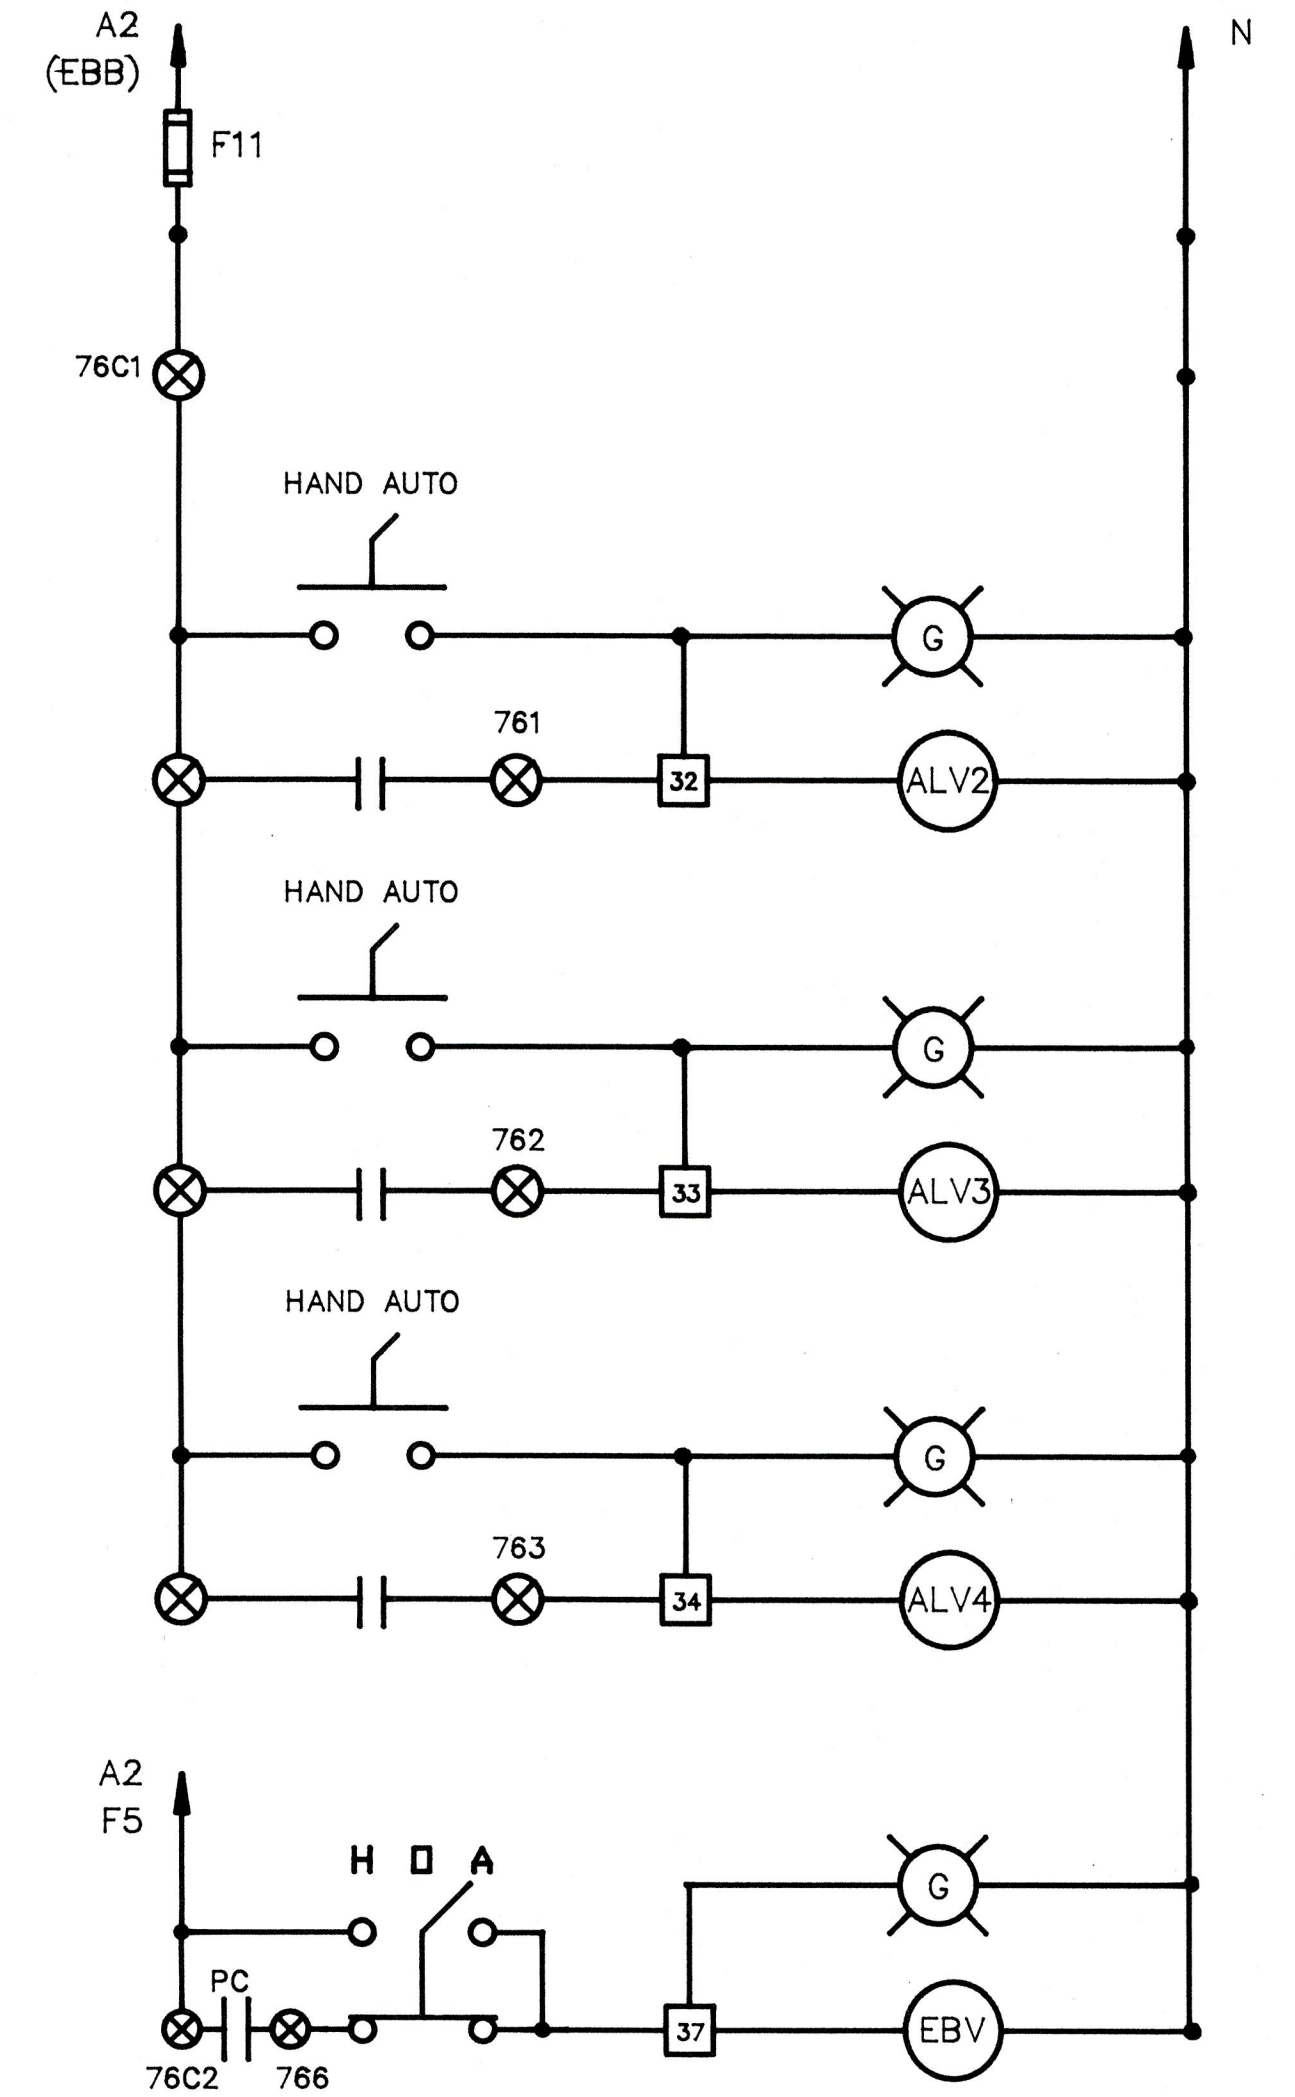 A2
(EBB)
N
F11
76C1
HAND AUTO
G
761
32
ALV2
HAND AUTO
G
762
33
ALV3
HAND AUTO
G
763
34
ALV4
A2
F5
H O A
G
PC
37
EBV
76C2
766